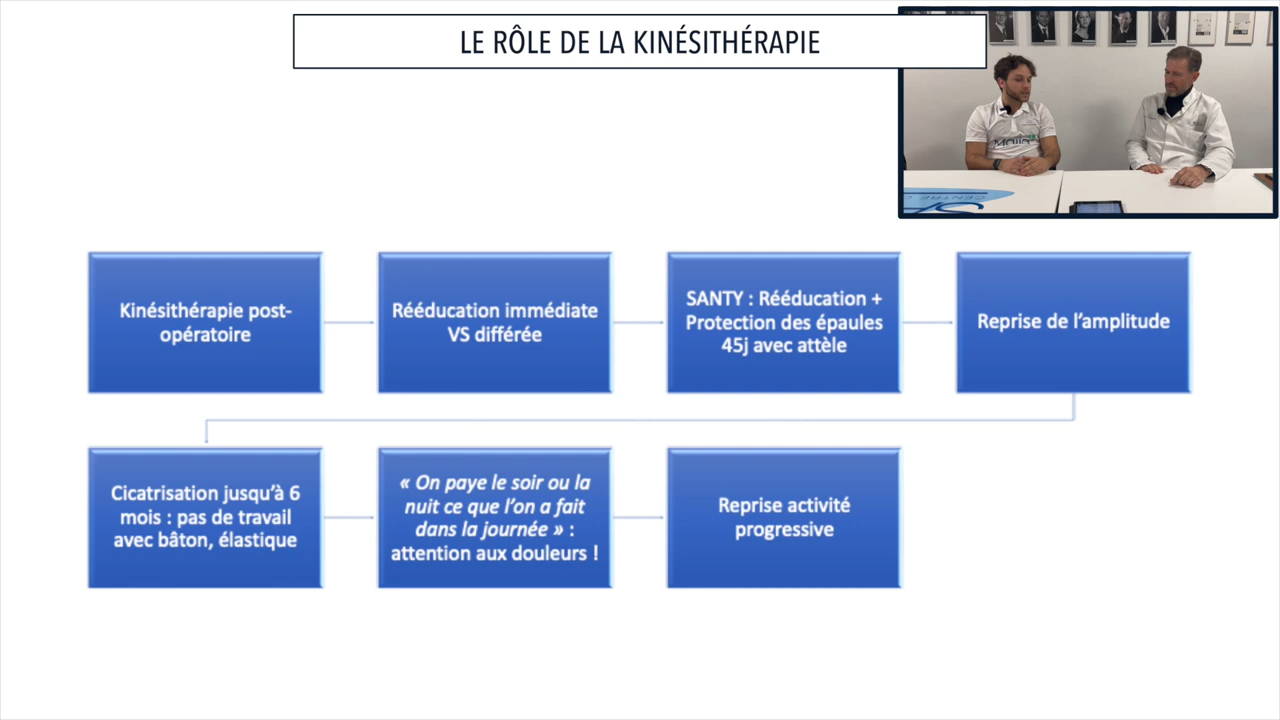 LE RÔLE DE LA KINÉSITHÉRAPIE
Kinésithérapie post-
opératoire
Rééducation immédiate
VS différée
SANTY : Rééducation +
Protection des épaules
45j avec attèle
Reprise de l’amplitude
Cicatrisation jusqu’à 6
mois : pas de travail
avec bâton, élastique
« On paye le soir ou la
nuit ce que l’on a fait
dans la journée » :
attention aux douleurs !
Reprise activité
progressive